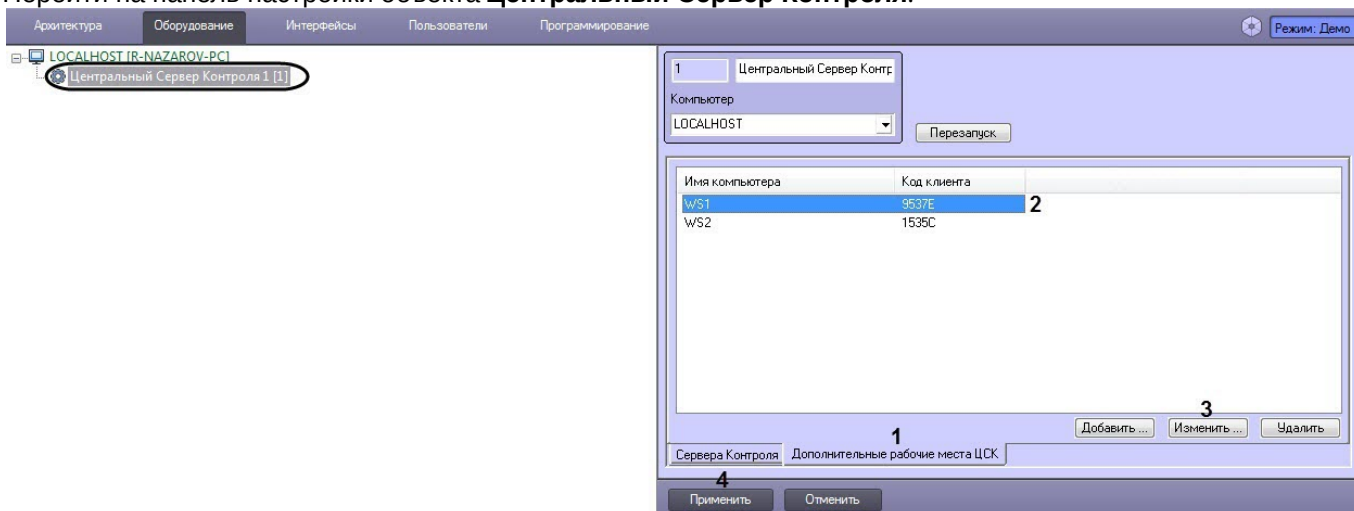 Перейти на панель настройки объекта Центральный Сервер Контроля.
Архитектура Оборудование Интерфейсы Пользователи Программирование Режим: Демо
LOCALHOST [R-NAZAROV-PC]
Центральный Сервер Контроля 1 [1]
1 Центральный Сервер Контр
Компьютер
LOCALHOST Перезапуск
Имя компьютера Код клиента
WS1 9537E 2
WS2 1535C
3
Добавить ... Изменить ... Удалить
1
Сервера Контроля Дополнительные рабочие места ЦСК
4
Применить Отменить